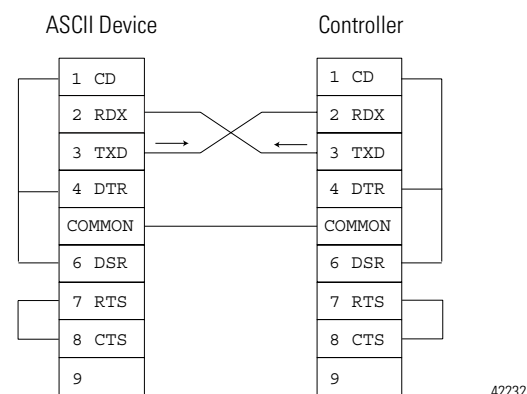 ASCII Device Controller
1 CD 1 CD
2 RDX 2 RDX
3 TXD 3 TXD
4 DTR 4 DTR
COMMON COMMON
6 DSR 6 DSR
7 RTS 7 RTS
8 CTS 8 CTS
9 9
42232